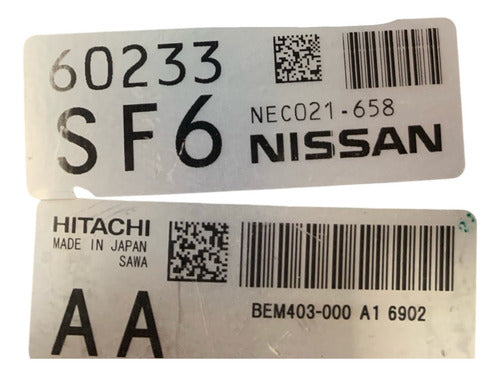 60233
SF6 NEC021-658
NISSAN
HITACHI
MADE IN JAPAN
SAWA
AA BEM403-000 A1 6902